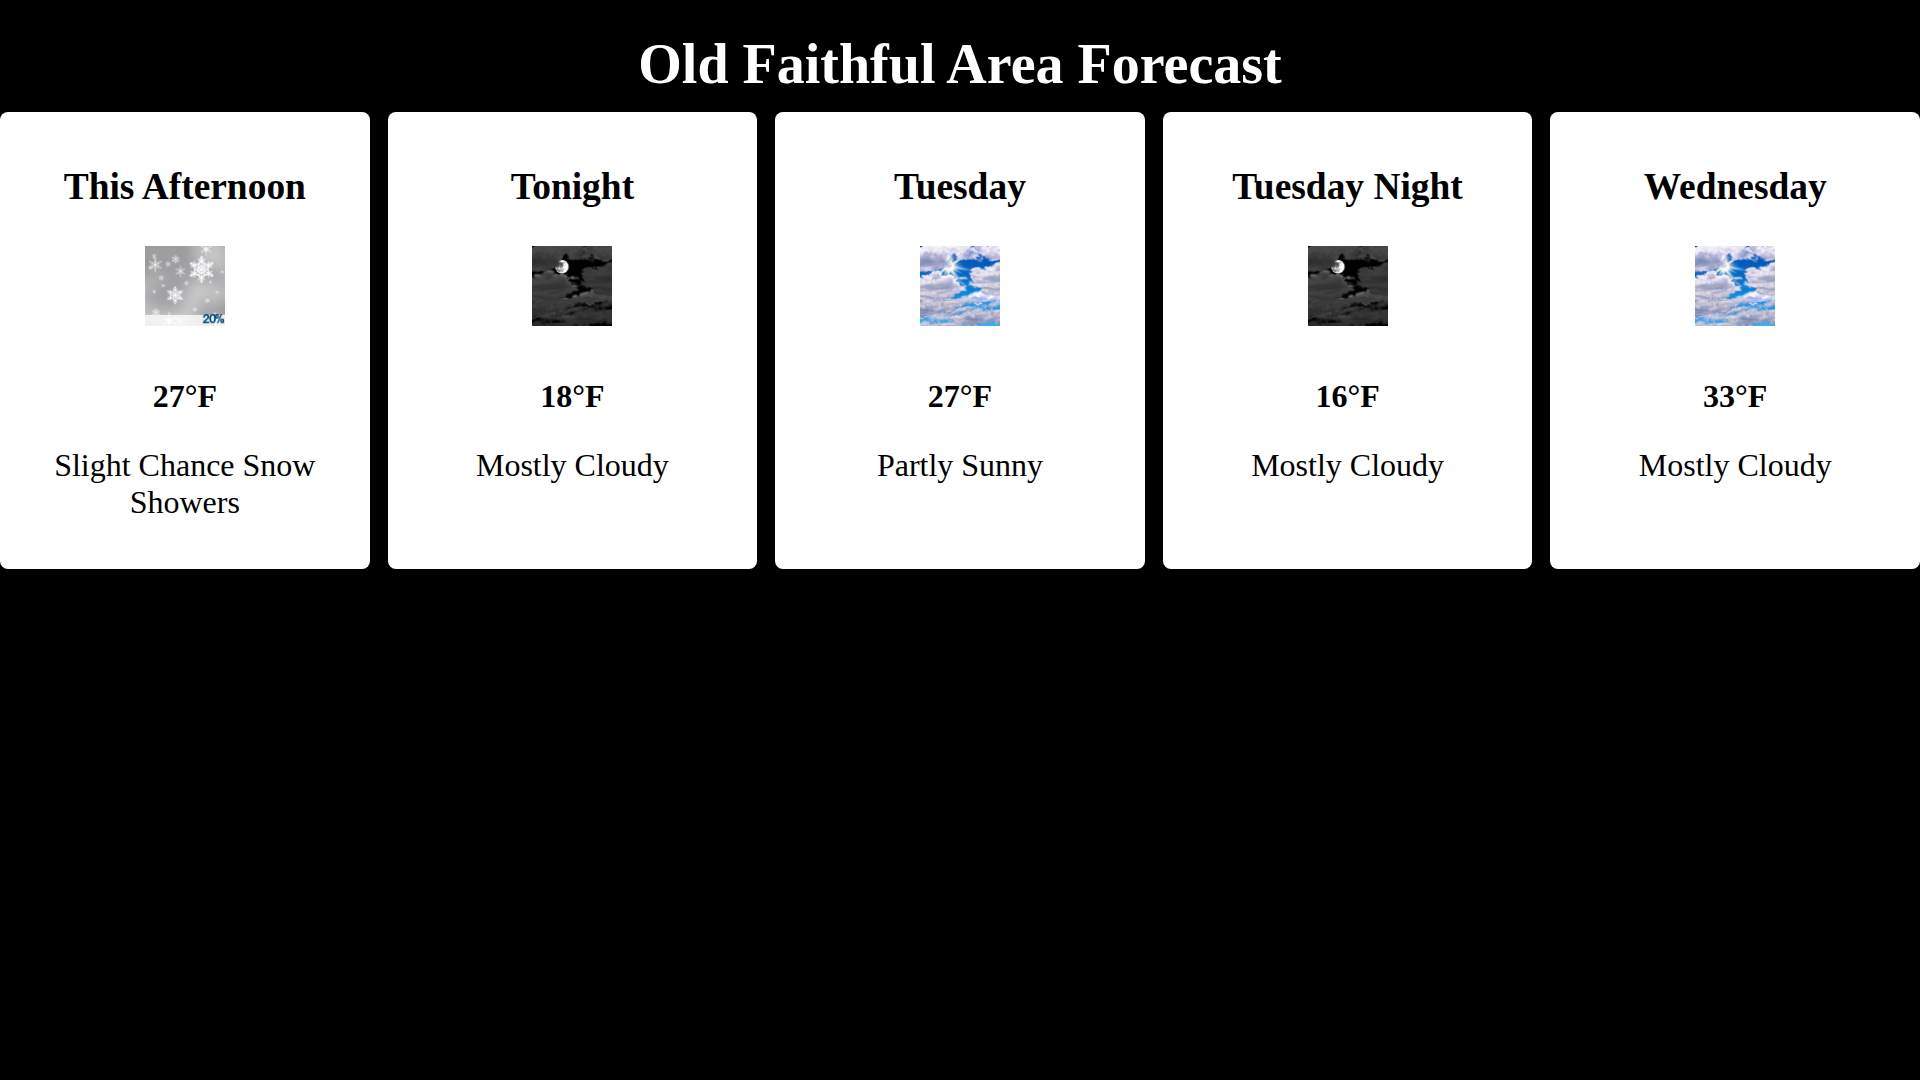 Old Faithful Area Forecast
This Afternoon
20%
27°F
Slight Chance Snow
Showers
Tonight
18°F
Mostly Cloudy
Tuesday
27°F
Partly Sunny
Tuesday Night
16°F
Mostly Cloudy
Wednesday
33°F
Mostly Cloudy